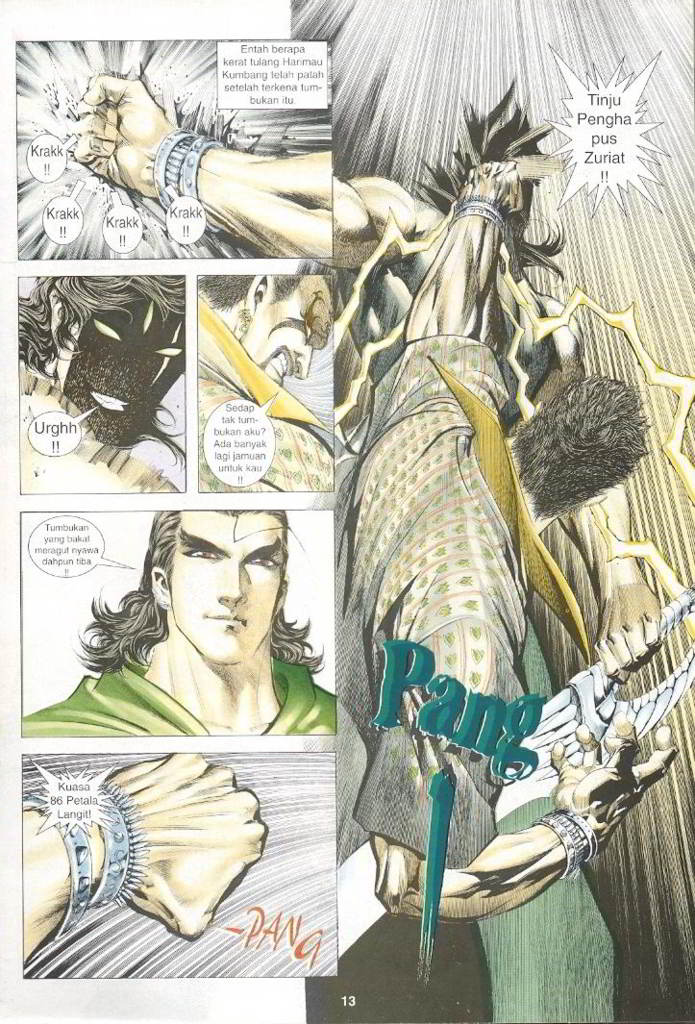 Entah berapa
kerat tulang Harimau
Kumbang telah patah
setelah terkena tum-
bukan itu.
Krakk
!!
Krakk
!!
Krakk
!!
Krakk
!!
Urghh
!!
Sedap
tak tum-
bukan aku?
Ada banyak
lagi jamuan
untuk kau
!!
Tumbukan
yang bakal
meragut nyawa
dahpun tiba
!!
Kuasa
86 Petala
Langit!
PANG
Tinju
Pengha
pus
Zuriat
!!
Pang
!
13